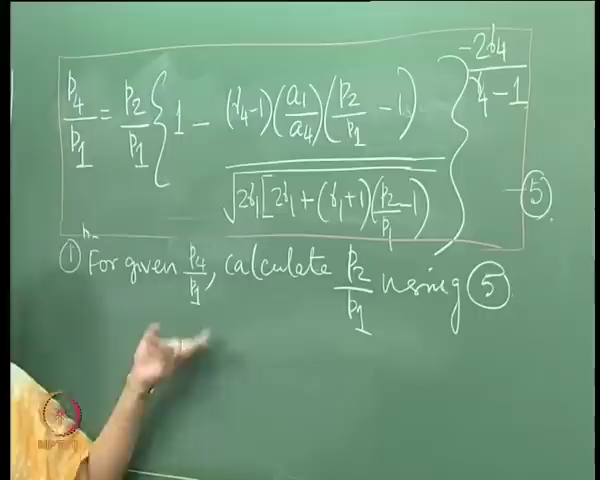 p4/p1 = p2/p1 { 1 - (γ4-1)(a1/a4)(p2/p1 - 1) / √(2γ1[2γ1+(γ1+1)(p2/p1-1)) }^(-2γ4/(γ4-1))
⑤
① For given p4/p1, calculate p2/p1 using ⑤
NPTEL